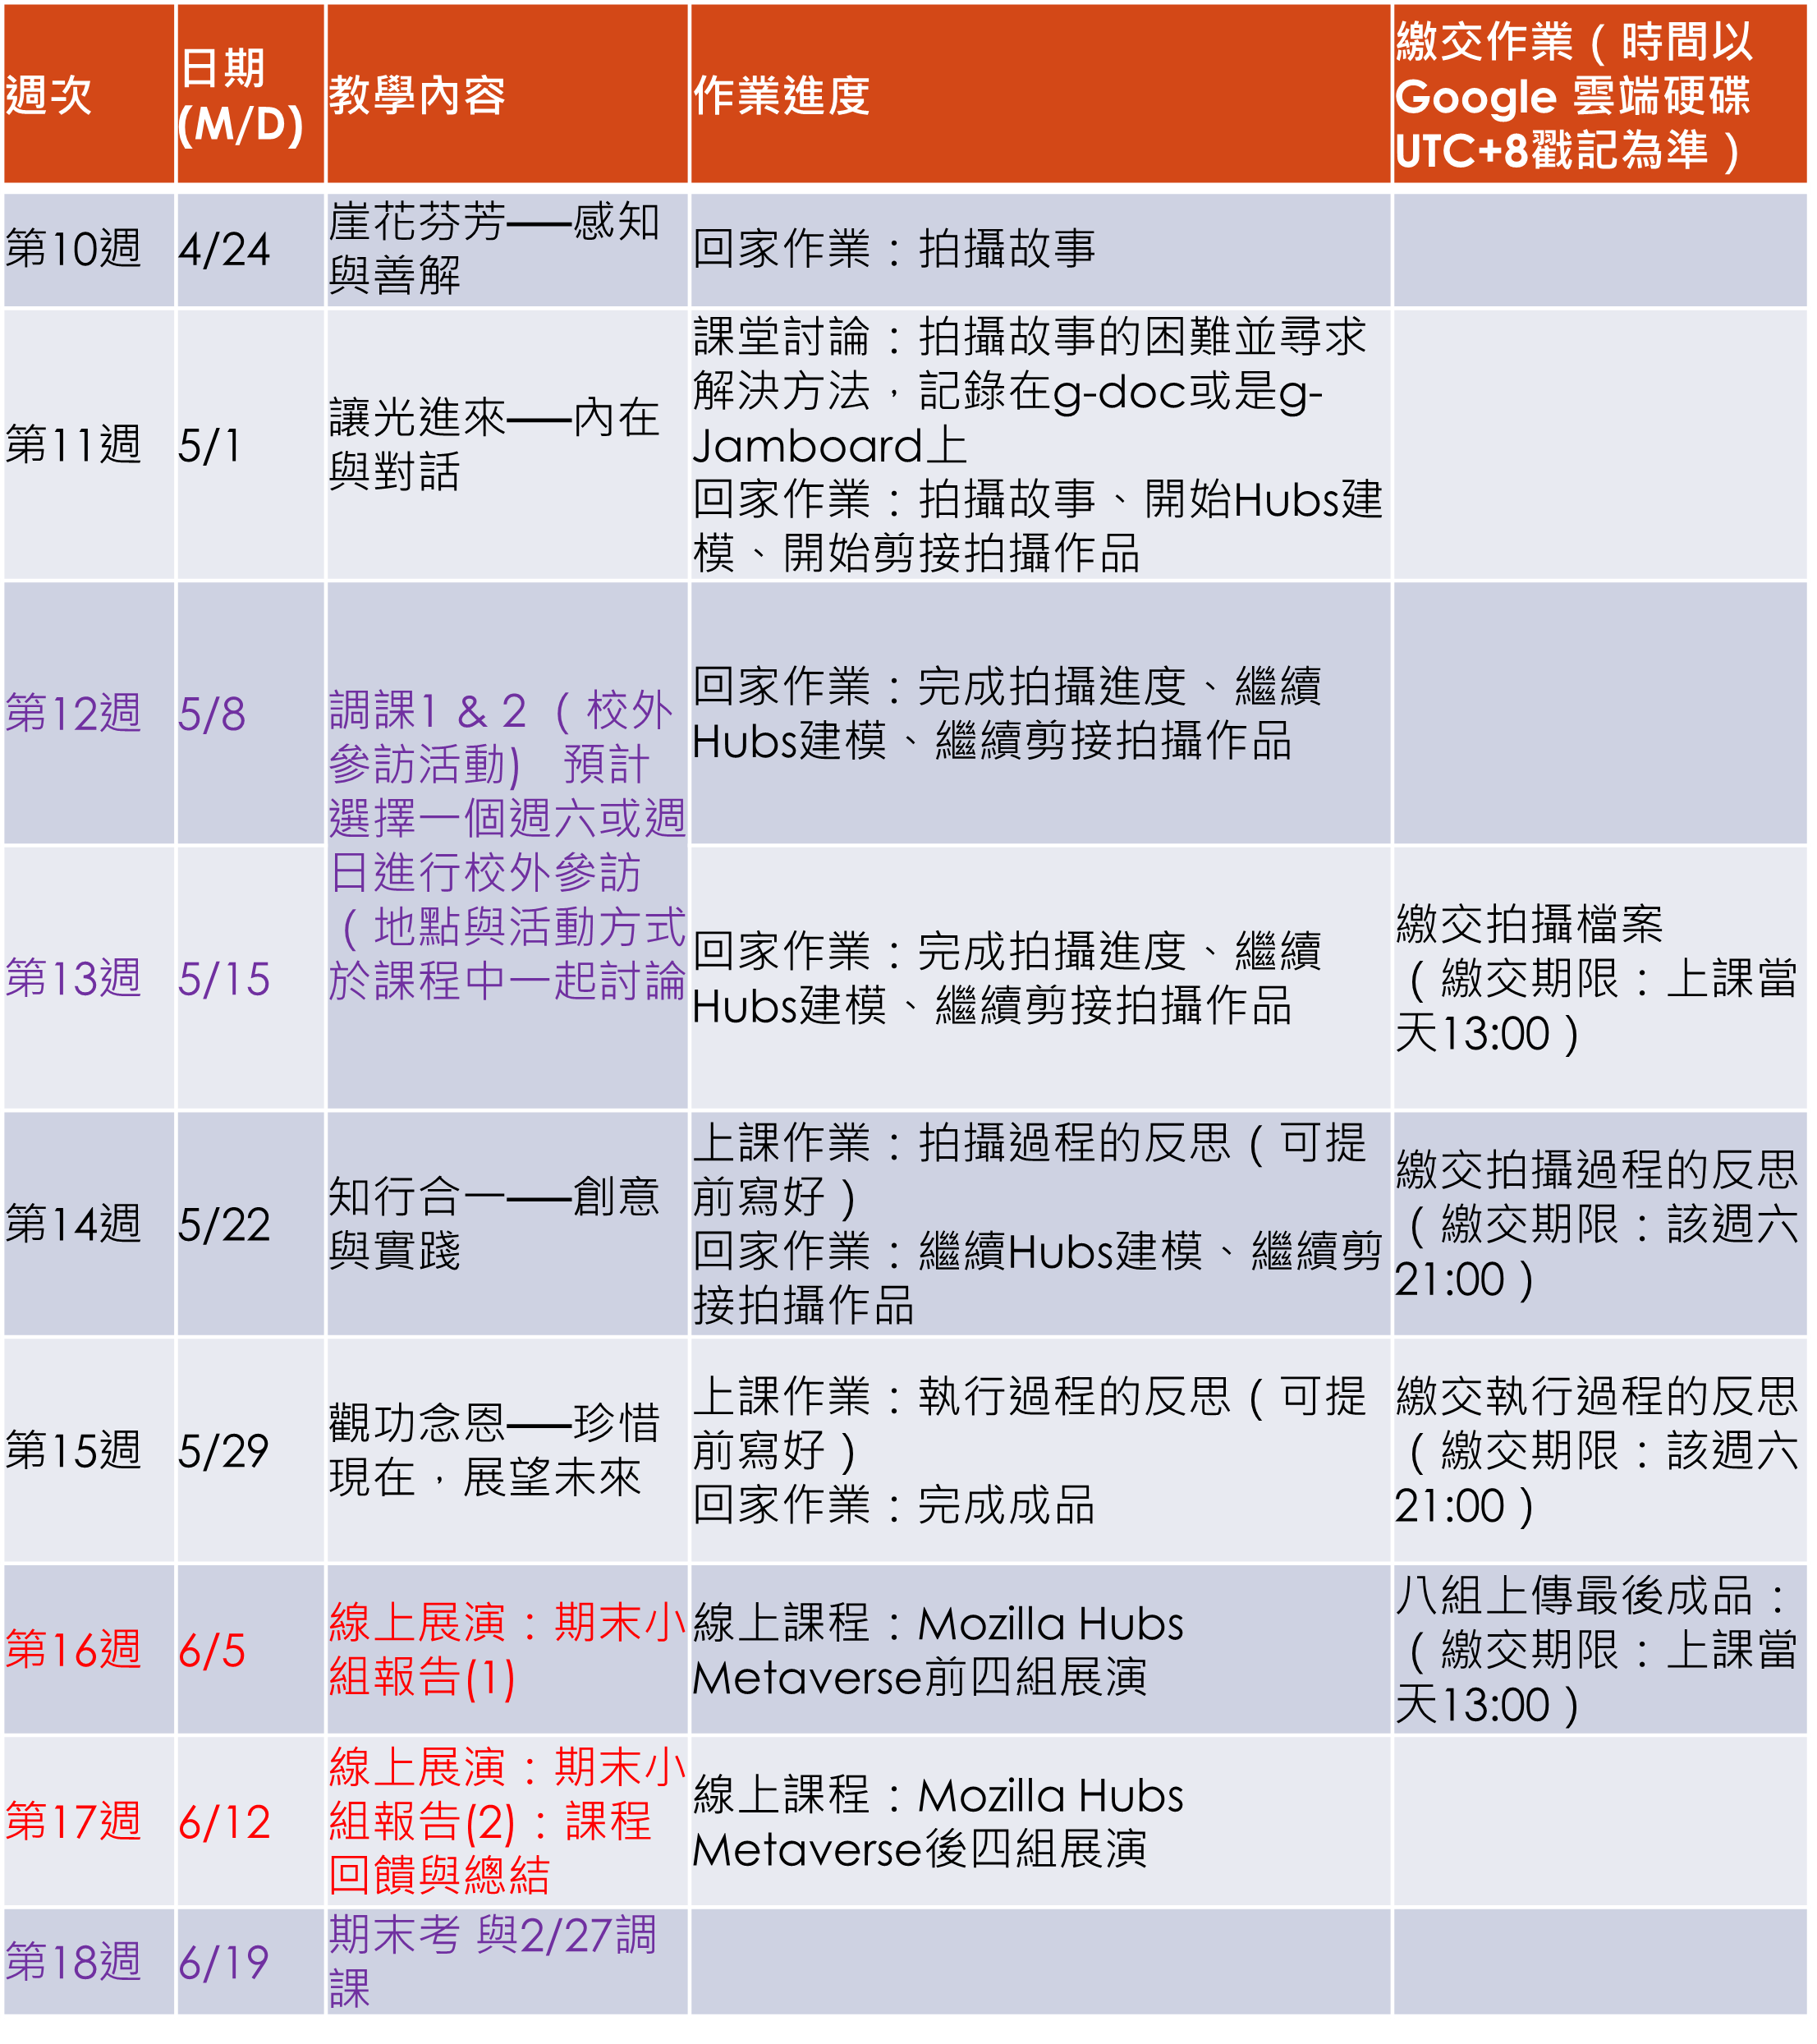 週次
日期
(M/D)
教學內容
作業進度
繳交作業（時間以
Google 雲端硬碟
UTC+8戳記為準）
第10週
4/24
崖花芬芳──感知
與善解
回家作業：拍攝故事
第11週
5/1
讓光進來──內在
與對話
課堂討論：拍攝故事的困難並尋求
解決方法，記錄在g-doc或是g-
Jamboard上
回家作業：拍攝故事、開始Hubs建
模、開始剪接拍攝作品
第12週
5/8
調課1 & 2 （校外
參訪活動) 預計
選擇一個週六或週
日進行校外參訪
（地點與活動方式
於課程中一起討論
回家作業：完成拍攝進度、繼續
Hubs建模、繼續剪接拍攝作品
第13週
5/15
回家作業：完成拍攝進度、繼續
Hubs建模、繼續剪接拍攝作品
繳交拍攝檔案
（繳交期限：上課當
天13:00）
第14週
5/22
知行合一──創意
與實踐
上課作業：拍攝過程的反思（可提
前寫好）
回家作業：繼續Hubs建模、繼續剪
接拍攝作品
繳交拍攝過程的反思
（繳交期限：該週六
21:00）
第15週
5/29
觀功念恩──珍惜
現在，展望未來
上課作業：執行過程的反思（可提
前寫好）
回家作業：完成成品
繳交執行過程的反思
（繳交期限：該週六
21:00）
第16週
6/5
線上展演：期末小
組報告(1)
線上課程：Mozilla Hubs
Metaverse前四組展演
八組上傳最後成品：
（繳交期限：上課當
天13:00）
第17週
6/12
線上展演：期末小
組報告(2)：課程
回饋與總結
線上課程：Mozilla Hubs
Metaverse後四組展演
第18週
6/19
期末考 與2/27調
課